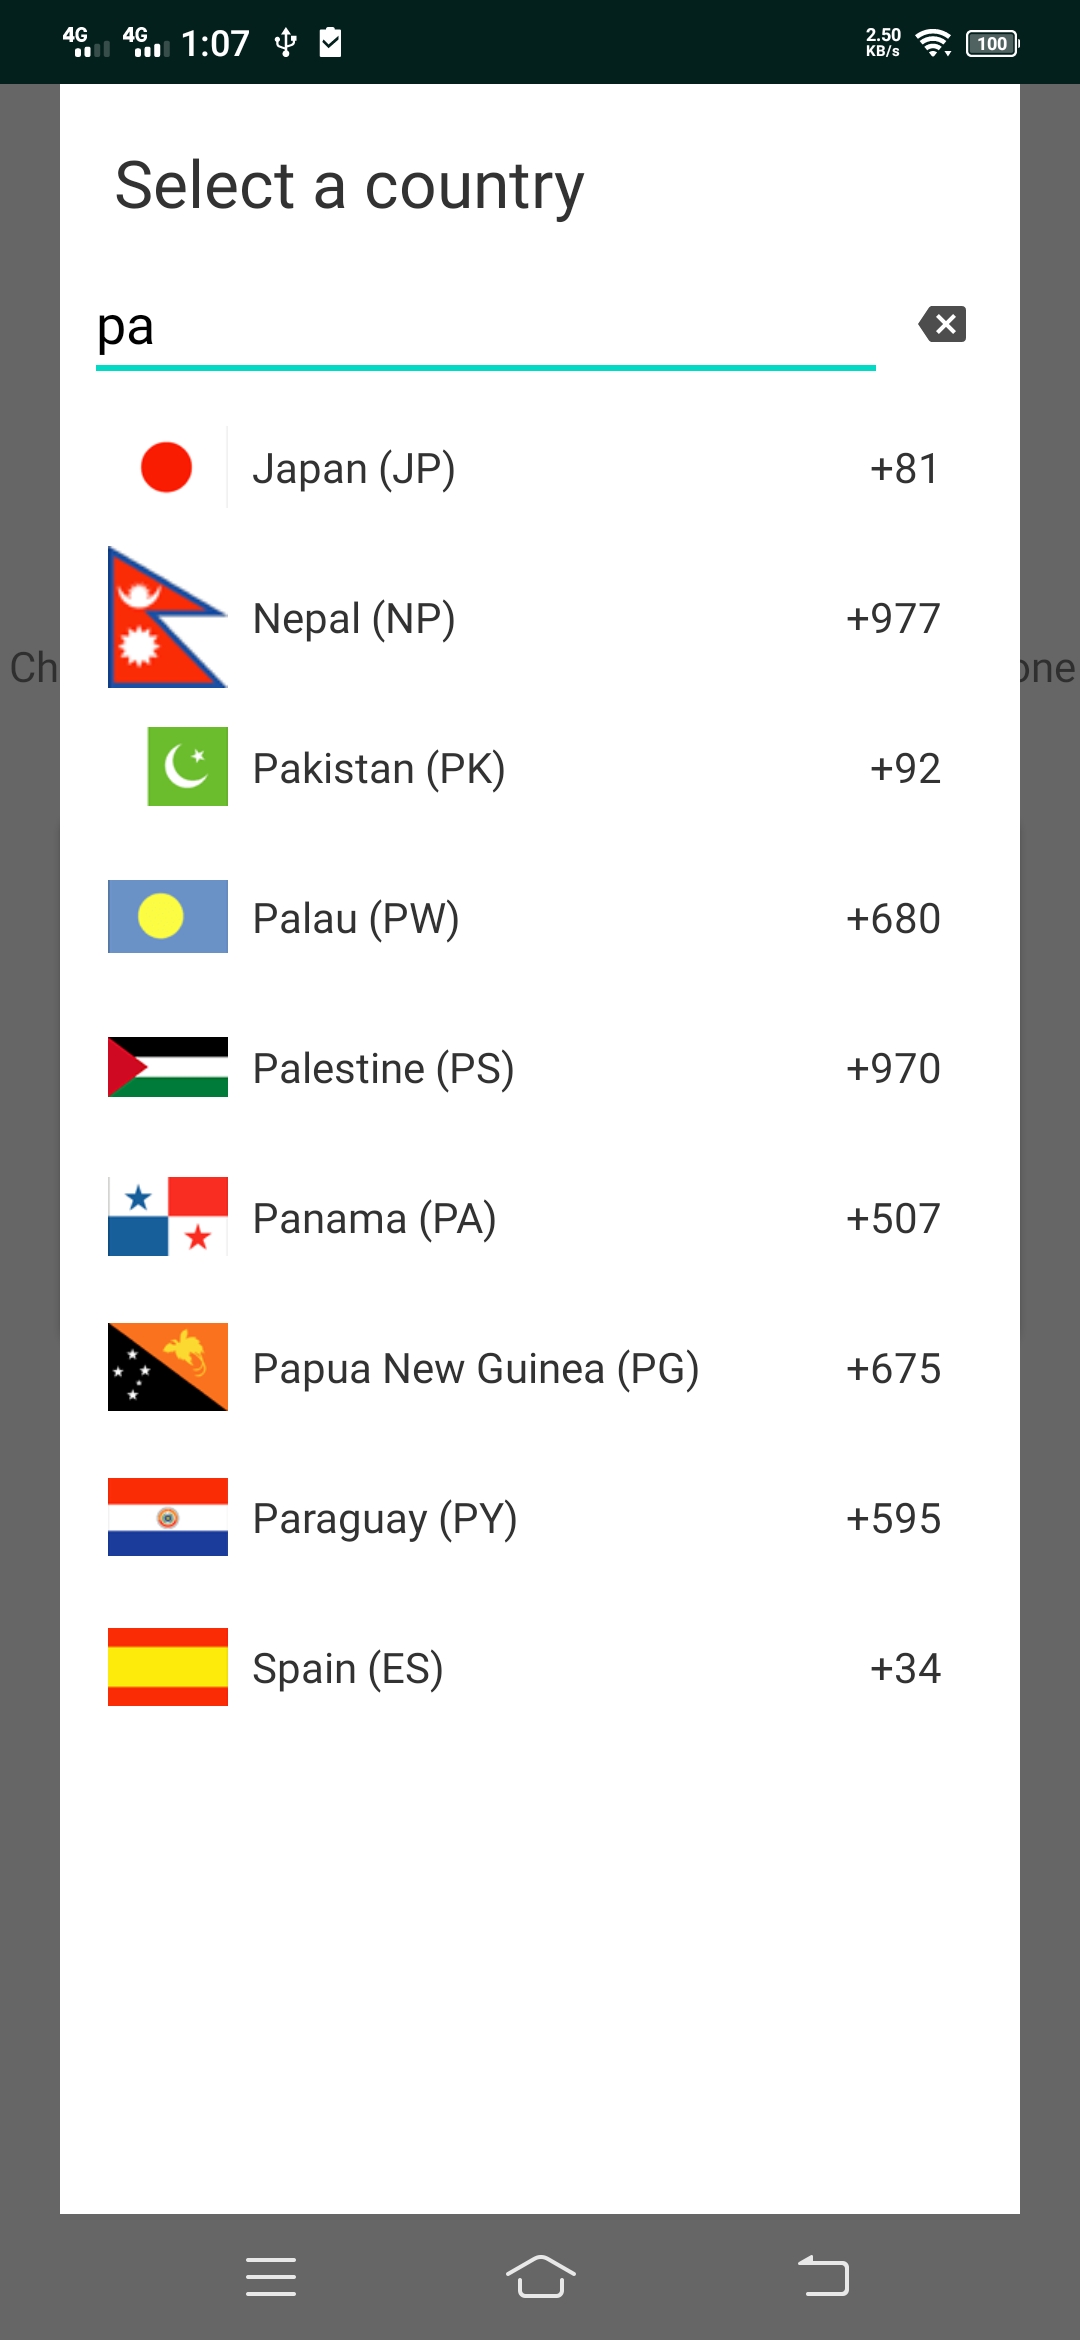 4G 4G 1:07 2.50 KB/s 100
Select a country
pa
Japan (JP) +81
Nepal (NP) +977
Ch one
Pakistan (PK) +92
Palau (PW) +680
Palestine (PS) +970
Panama (PA) +507
Papua New Guinea (PG) +675
Paraguay (PY) +595
Spain (ES) +34